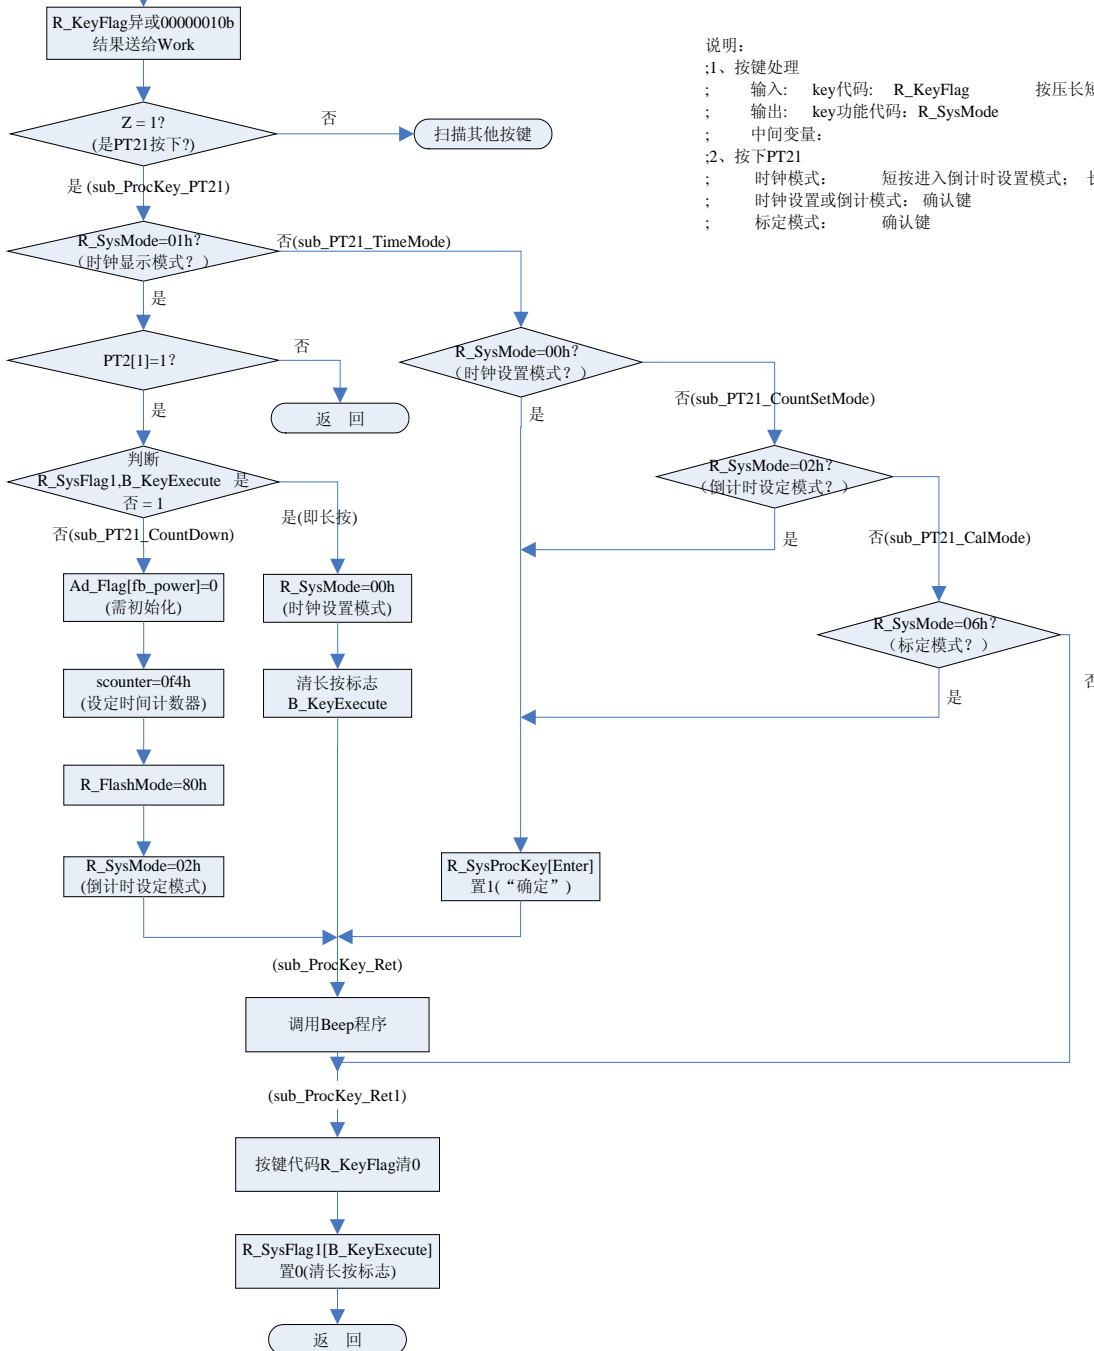 R_KeyFlag异或00000010b
结果送给Work
说明：
;1、按键处理
; 输入: key代码: R_KeyFlag 按压长短
; 输出: key功能代码：R_SysMode
; 中间变量：
;2、按下PT21
; 时钟模式： 短按进入倒计时设置模式；
; 时钟设置或倒计模式：确认键
; 标定模式： 确认键
Z = 1?
(是PT21按下?)
否
扫描其他按键
是 (sub_ProcKey_PT21)
R_SysMode=01h?
（时钟显示模式？）
否(sub_PT21_TimeMode)
是
PT2[1]=1?
否
返 回
是
R_SysMode=00h?
（时钟设置模式？）
否(sub_PT21_CountSetMode)
是
判断
R_SysFlag1,B_KeyExecute 是
否 = 1
是(即长按)
否(sub_PT21_CountDown)
R_SysMode=02h?
（倒计时设定模式？）
是
否(sub_PT21_CalMode)
Ad_Flag[fb_power]=0
(需初始化)
R_SysMode=00h
(时钟设置模式)
R_SysMode=06h?
（标定模式？）
是
否
scounter=0f4h
(设定时间计数器)
清长按标志
B_KeyExecute
R_FlashMode=80h
R_SysMode=02h
(倒计时设定模式)
R_SysProcKey[Enter]
置1(“确定”)
(sub_ProcKey_Ret)
调用Beep程序
(sub_ProcKey_Ret1)
按键代码R_KeyFlag清0
R_SysFlag1[B_KeyExecute]
置0(清长按标志)
返 回